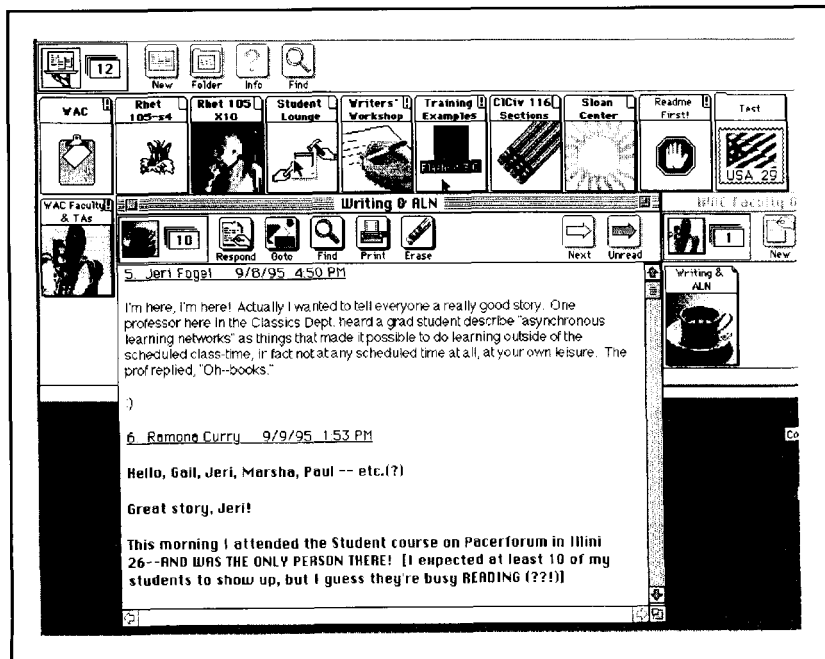 12
New Folder Info Find
WAC
Rhet 105-s4
Rhet 105 X10
Student Lounge
Writers' Workshop
Training Examples
ClCiv 116 Sections
Sloan Center
Readme First!
Test
USA 29
WAC Faculty & TAs
Writing & ALN
WAC Faculty
10
Respond Goto Find Print Erase
Next Unread
1
New
Writing & ALN
5. Jeri Fogel 9/8/95 4:50 PM
I'm here, I'm here! Actually I wanted to tell everyone a really good story. One
professor here in the Classics Dept. heard a grad student describe "asynchronous
learning networks" as things that made it possible to do learning outside of the
scheduled class-time, in fact not at any scheduled time at all, at your own leisure. The
prof replied, "Oh--books."
:)
6 Ramona Curry 9/9/95 1:53 PM
Hello, Gail, Jeri, Marsha, Paul -- etc.(?)
Great story, Jeri!
This morning I attended the Student course on Pacerforum in Illini
26--AND WAS THE ONLY PERSON THERE! [I expected at least 10 of my
students to show up, but I guess they're busy READING (??!)]
Co